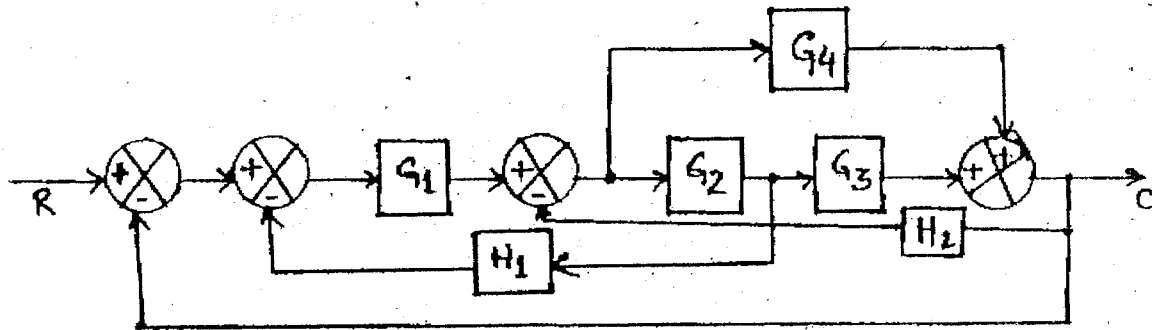 G4
+ + G1 + G2 G3 + +
R - - - C
H2
H1